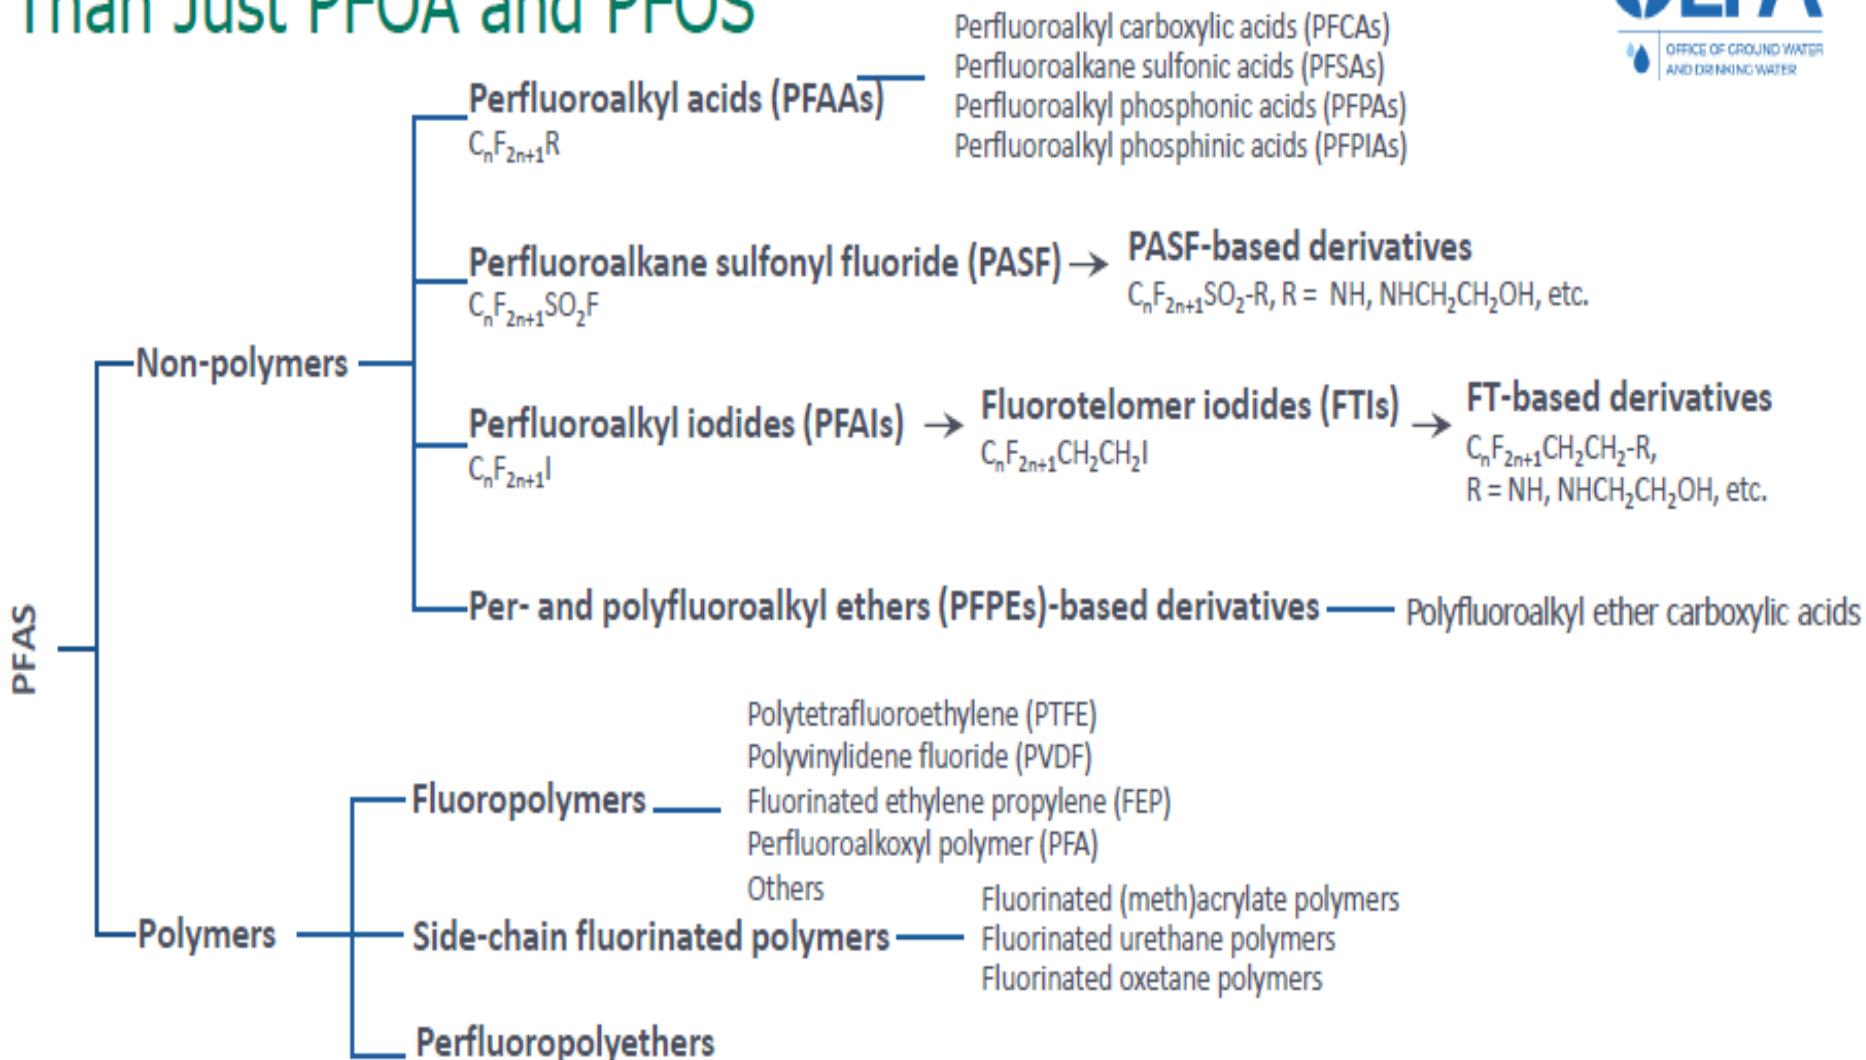 Than Just PFOA and PFOS
EPA
OFFICE OF GROUND WATER
AND DRINKING WATER
Perfluoroalkyl carboxylic acids (PFCAs)
Perfluoroalkane sulfonic acids (PFSAs)
Perfluoroalkyl phosphonic acids (PFPAs)
Perfluoroalkyl phosphinic acids (PFPIAs)
Perfluoroalkyl acids (PFAAs)
CₙF₂ₙ₊₁R
Perfluoroalkane sulfonyl fluoride (PASF)
CₙF₂ₙ₊₁SO₂F
PASF-based derivatives
CₙF₂ₙ₊₁SO₂-R, R = NH, NHCH₂CH₂OH, etc.
Non-polymers
Perfluoroalkyl iodides (PFAIs)
CₙF₂ₙ₊₁I
Fluorotelomer iodides (FTIs)
CₙF₂ₙ₊₁CH₂CH₂I
FT-based derivatives
CₙF₂ₙ₊₁CH₂CH₂-R,
R = NH, NHCH₂CH₂OH, etc.
Per- and polyfluoroalkyl ethers (PFPEs)-based derivatives
Polyfluoroalkyl ether carboxylic acids
PFAS
Polytetrafluoroethylene (PTFE)
Polyvinylidene fluoride (PVDF)
Fluorinated ethylene propylene (FEP)
Perfluoroalkoxyl polymer (PFA)
Others
Fluoropolymers
Polymers
Side-chain fluorinated polymers
Fluorinated (meth)acrylate polymers
Fluorinated urethane polymers
Fluorinated oxetane polymers
Perfluoropolyethers